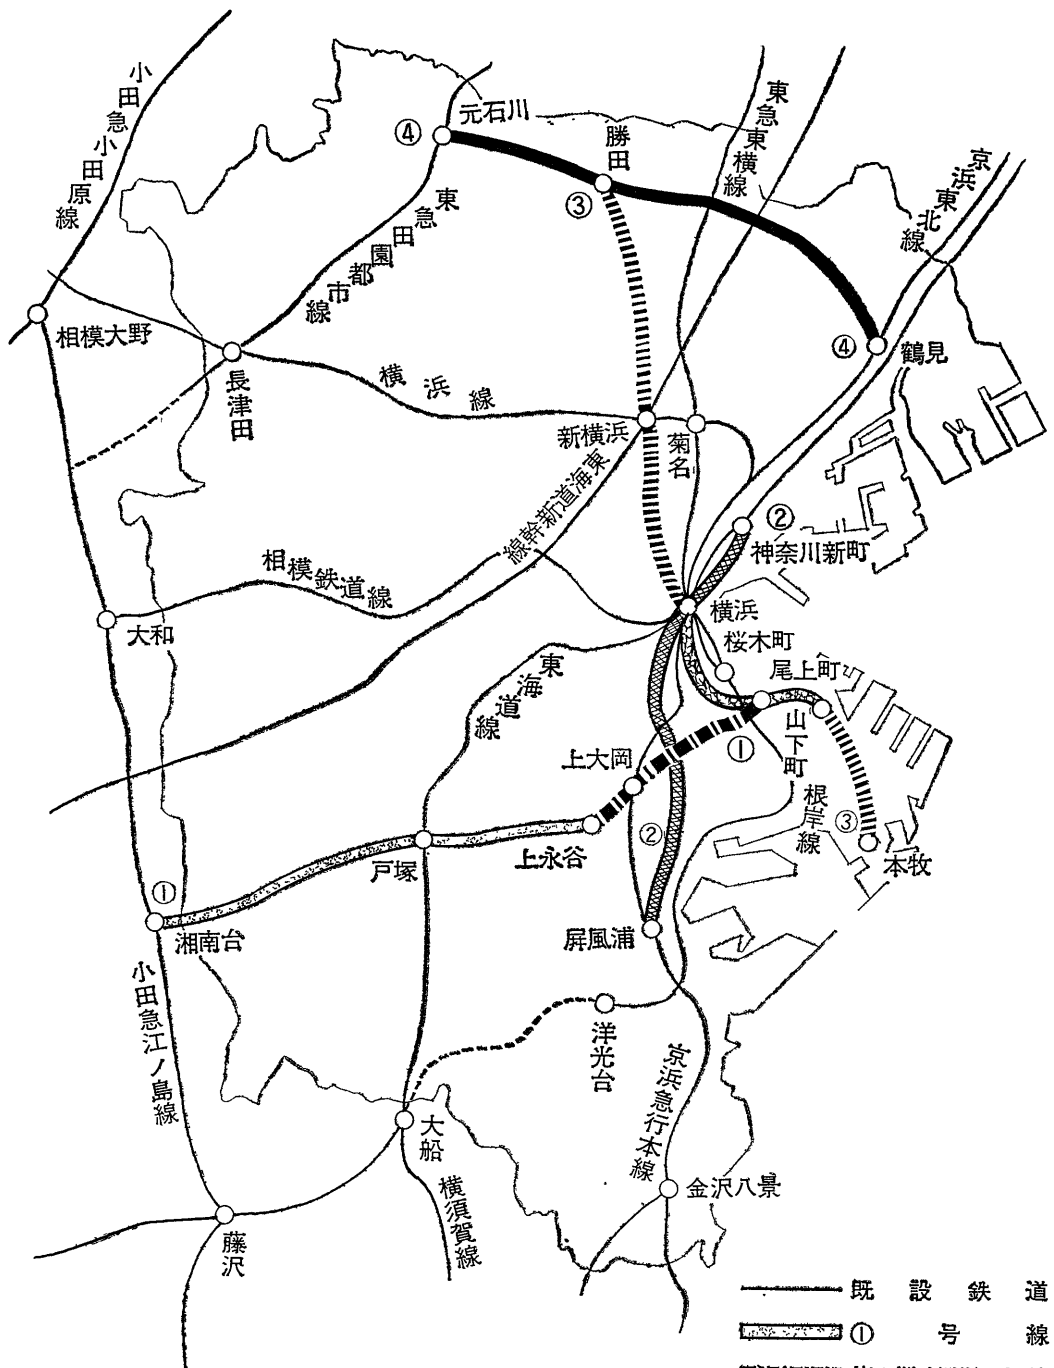 小田急小田原線
元石川
④
勝田
③
東急東横線
京浜東北線
東急田園都市線
相模大野
長津田
横浜線
④
鶴見
新横浜
菊名
東海道新幹線
②
神奈川新町
相模鉄道線
大和
横浜
桜木町
尾上町
東海道線
山下町
①
上大岡
根岸線
②
③
本牧
戸塚
上永谷
①
湘南台
屏風浦
小田急江ノ島線
洋光台
京浜急行本線
大船
横須賀線
金沢八景
藤沢
既設鉄道
①号線